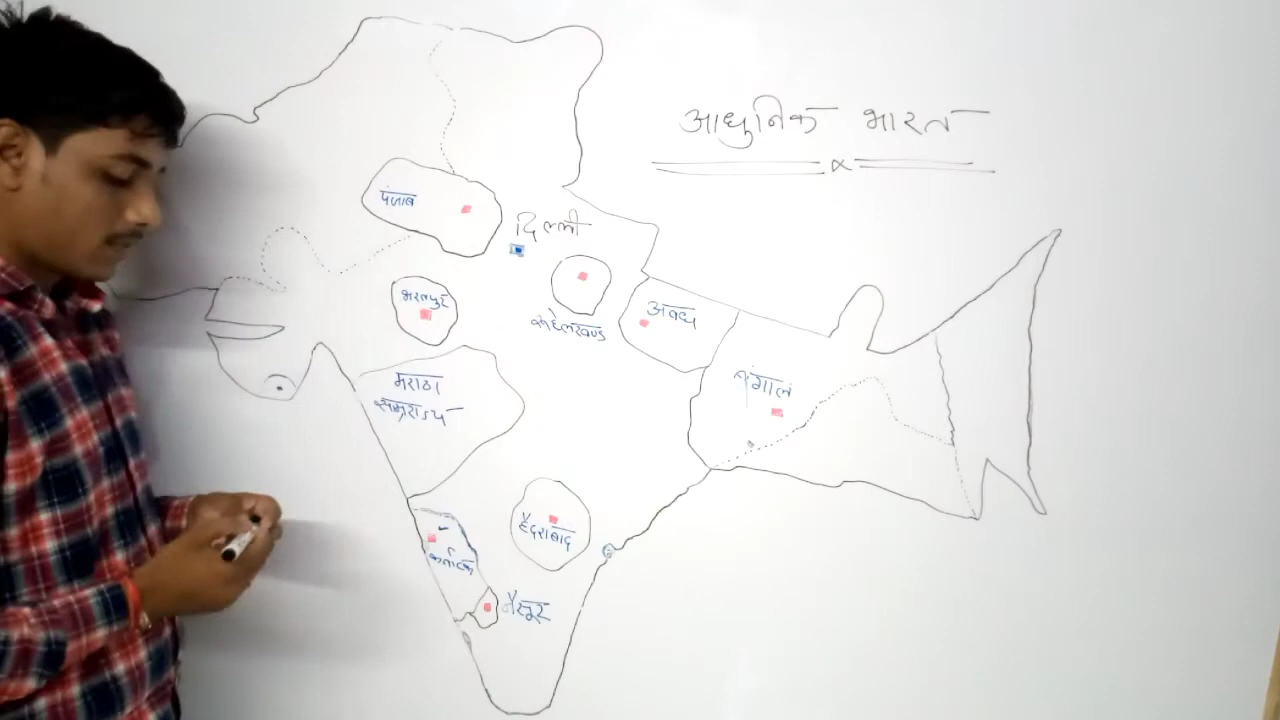 आधुनिक भारत
पंजाब
दिल्ली
भरतपुर
रूहेलखण्ड
अवध
बंगाल
मराठा
साम्राज्य
हैदराबाद
कर्नाटक
मैसूर